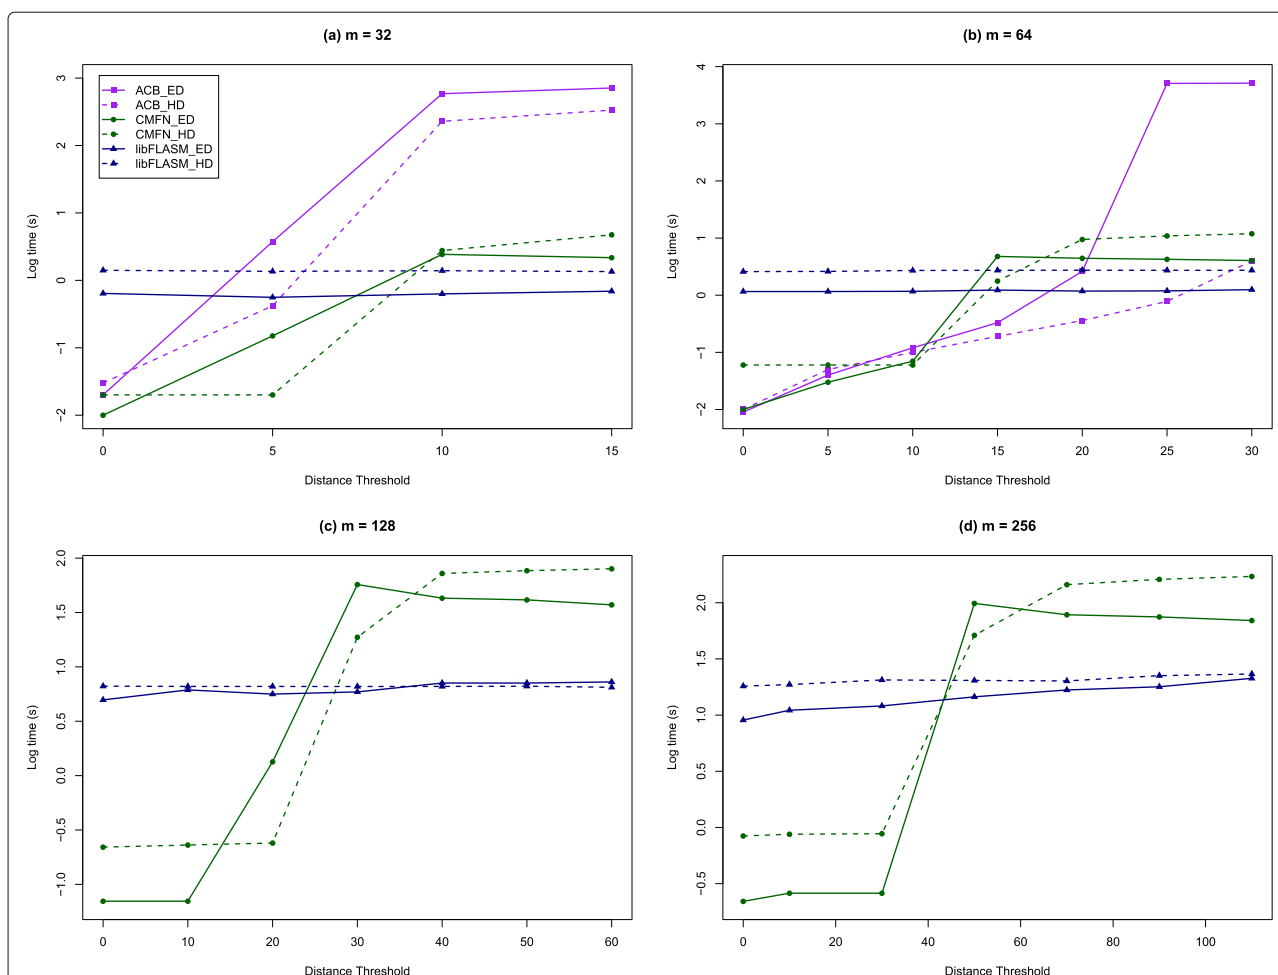 (a) m = 32
3
2
1
0
−1
−2
Log time (s)
ACB_ED
ACB_HD
CMFN_ED
CMFN_HD
libFLASM_ED
libFLASM_HD
0 5 10 15
Distance Threshold
(b) m = 64
4
3
2
1
0
−1
−2
Log time (s)
0 5 10 15 20 25 30
Distance Threshold
(c) m = 128
2.0
1.5
1.0
0.5
0.0
−0.5
−1.0
Log time (s)
0 10 20 30 40 50 60
Distance Threshold
(d) m = 256
2.0
1.5
1.0
0.5
0.0
−0.5
Log time (s)
0 20 40 60 80 100
Distance Threshold